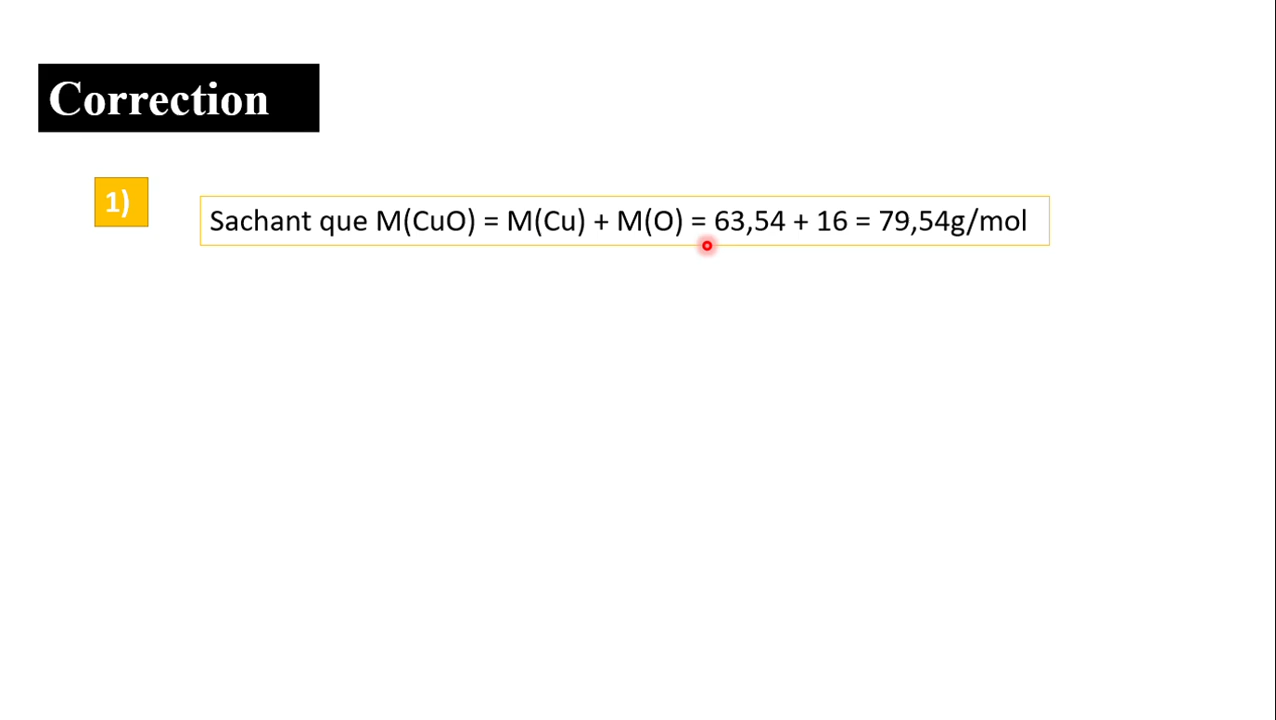 Correction
1)
Sachant que M(CuO) = M(Cu) + M(O) = 63,54 + 16 = 79,54g/mol